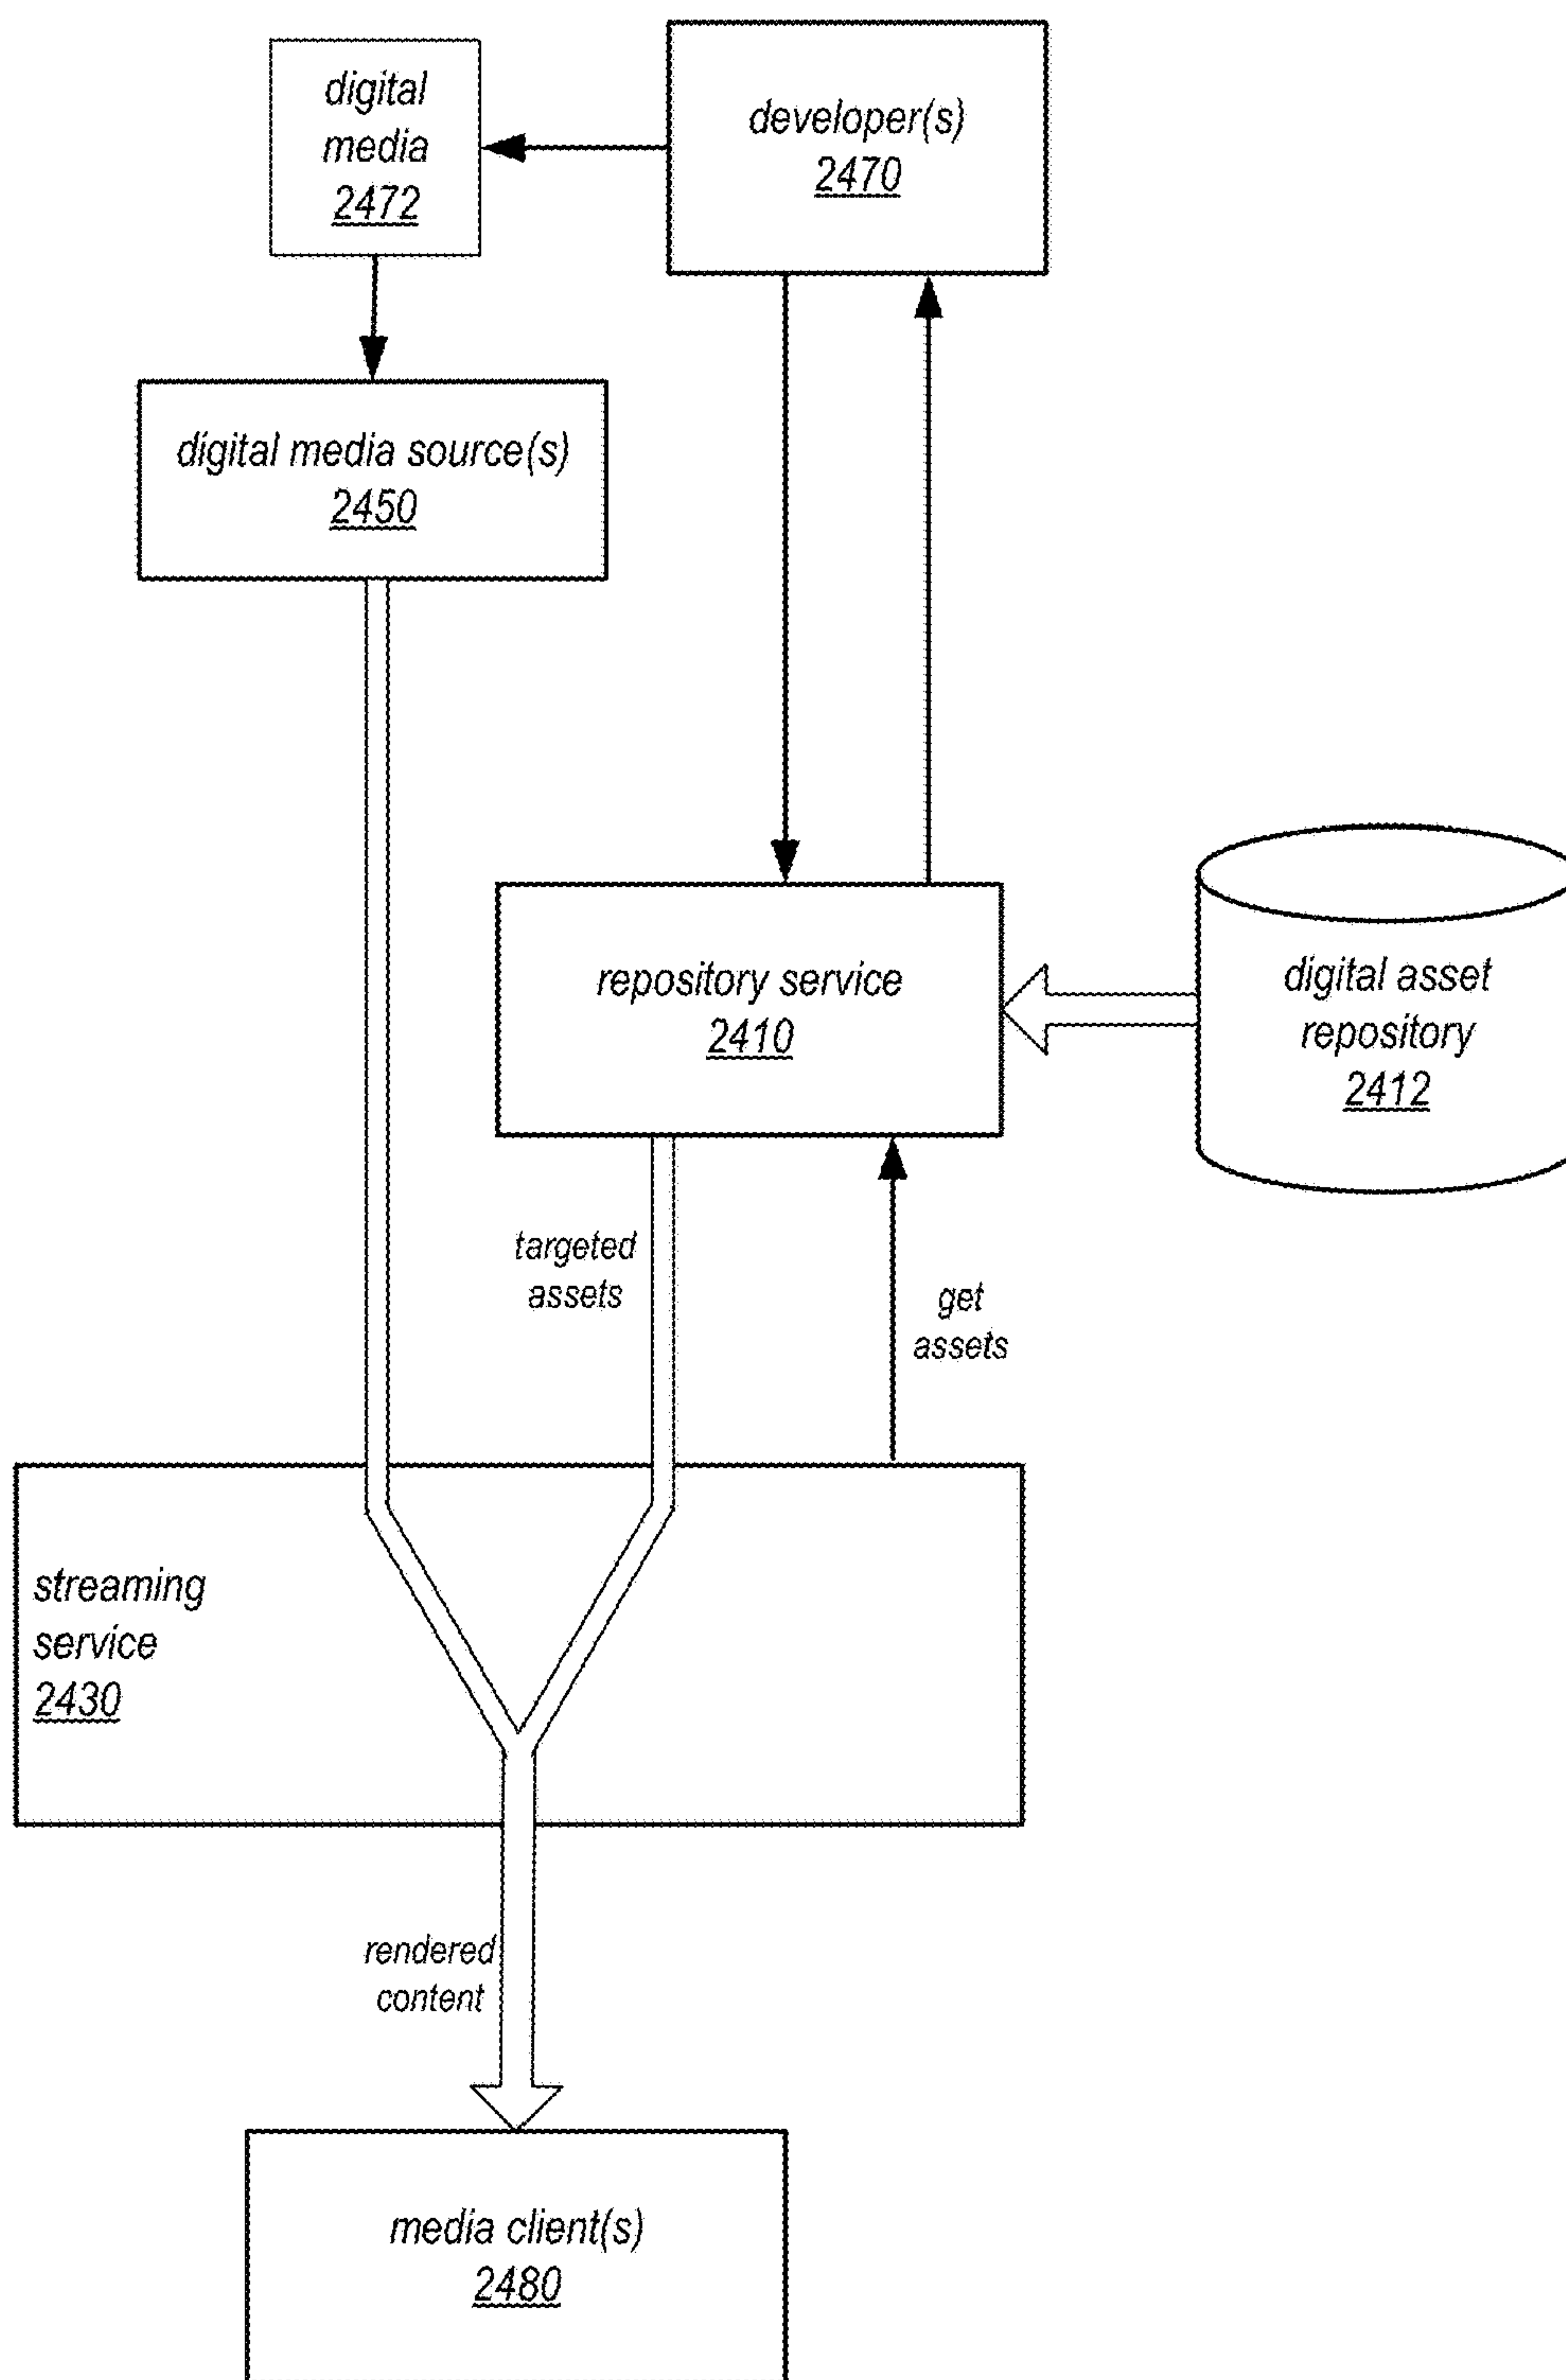 digital
media
2472
developer(s)
2470
digital media source(s)
2450
repository service
2410
digital asset
repository
2412
targeted
assets
get
assets
streaming
service
2430
rendered
content
media client(s)
2480